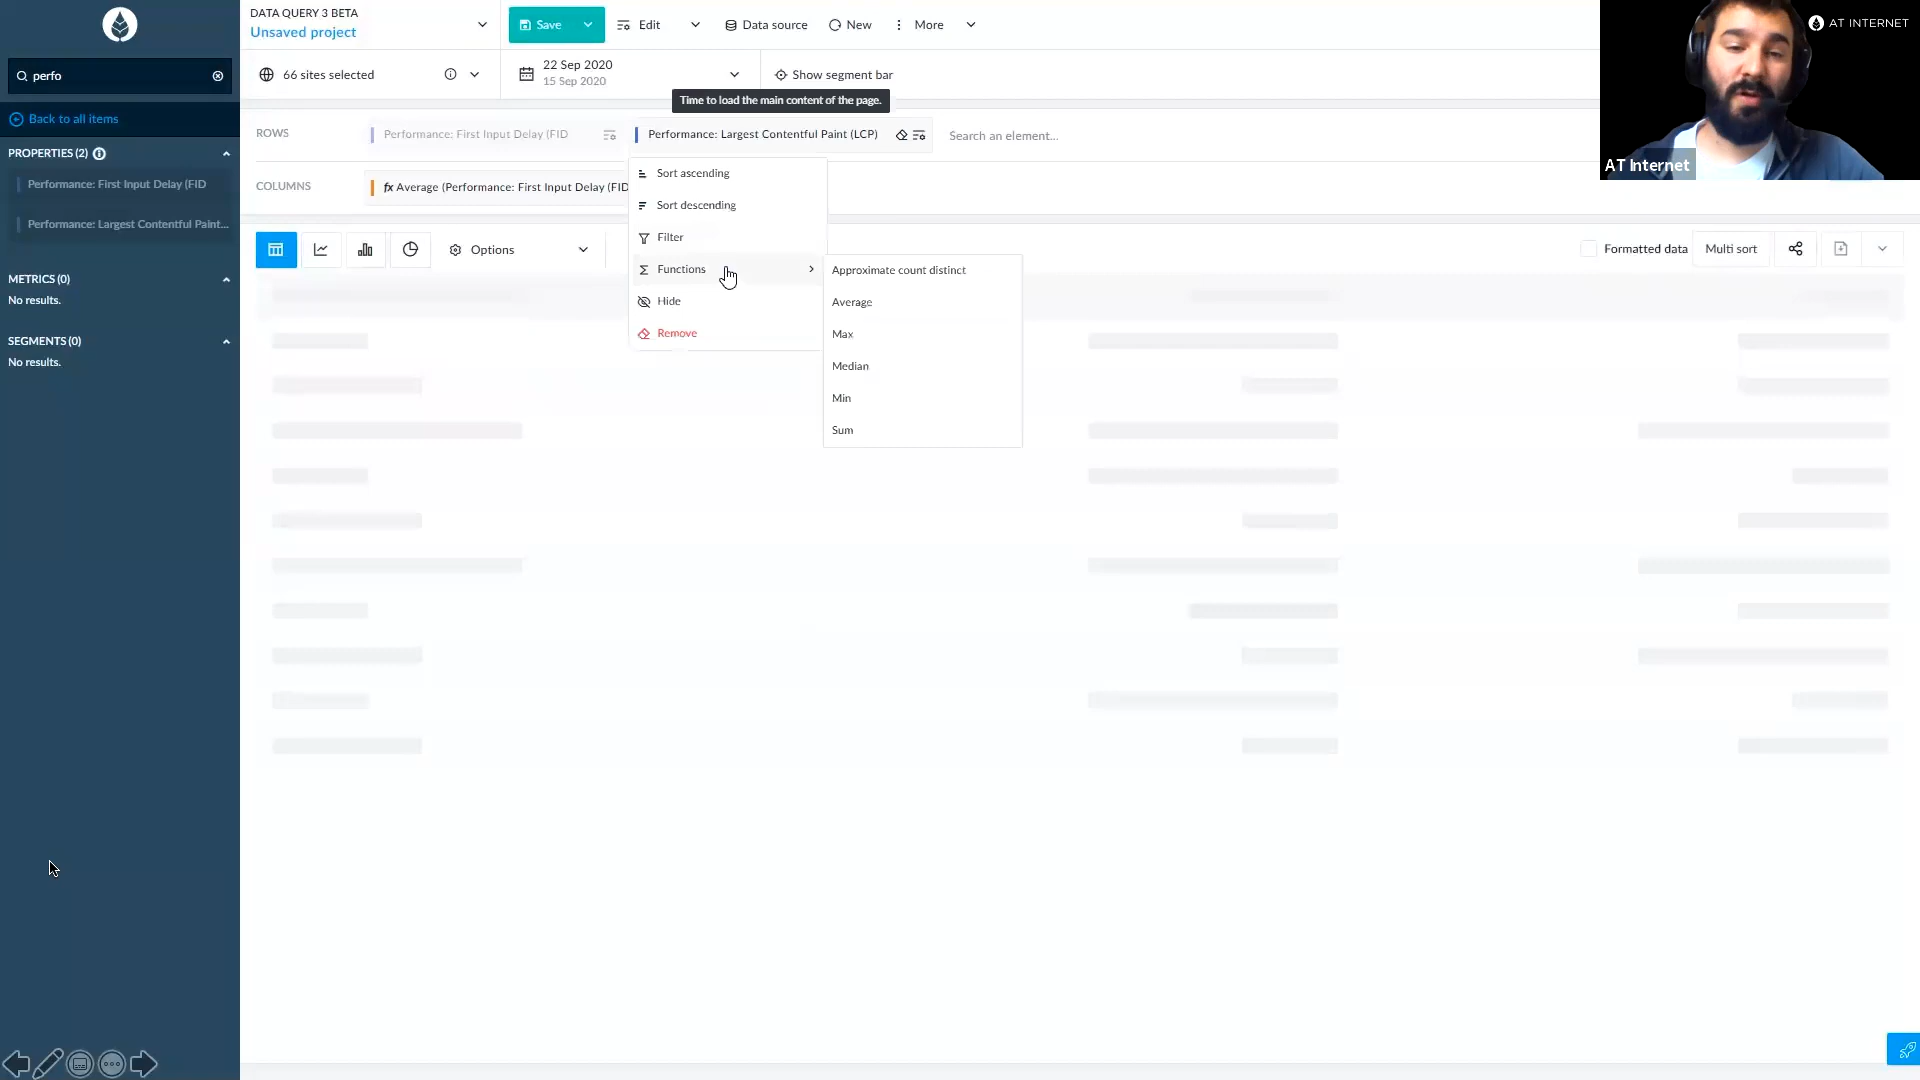 DATA QUERY 3 BETA
Unsaved project
Save
Edit
Data source
New
More
AT INTERNET
perfo
66 sites selected
22 Sep 2020
15 Sep 2020
Show segment bar
Time to load the main content of the page.
Back to all items
ROWS
Performance: First Input Delay (FID
Performance: Largest Contentful Paint (LCP)
Search an element...
AT Internet
PROPERTIES (2)
Performance: First Input Delay (FID
Performance: Largest Contentful Paint...
COLUMNS
fx Average (Performance: First Input Delay (FID
Sort ascending
Sort descending
Filter
Functions
Hide
Remove
Approximate count distinct
Average
Max
Median
Min
Sum
Options
Formatted data
Multi sort
METRICS (0)
No results.
SEGMENTS (0)
No results.